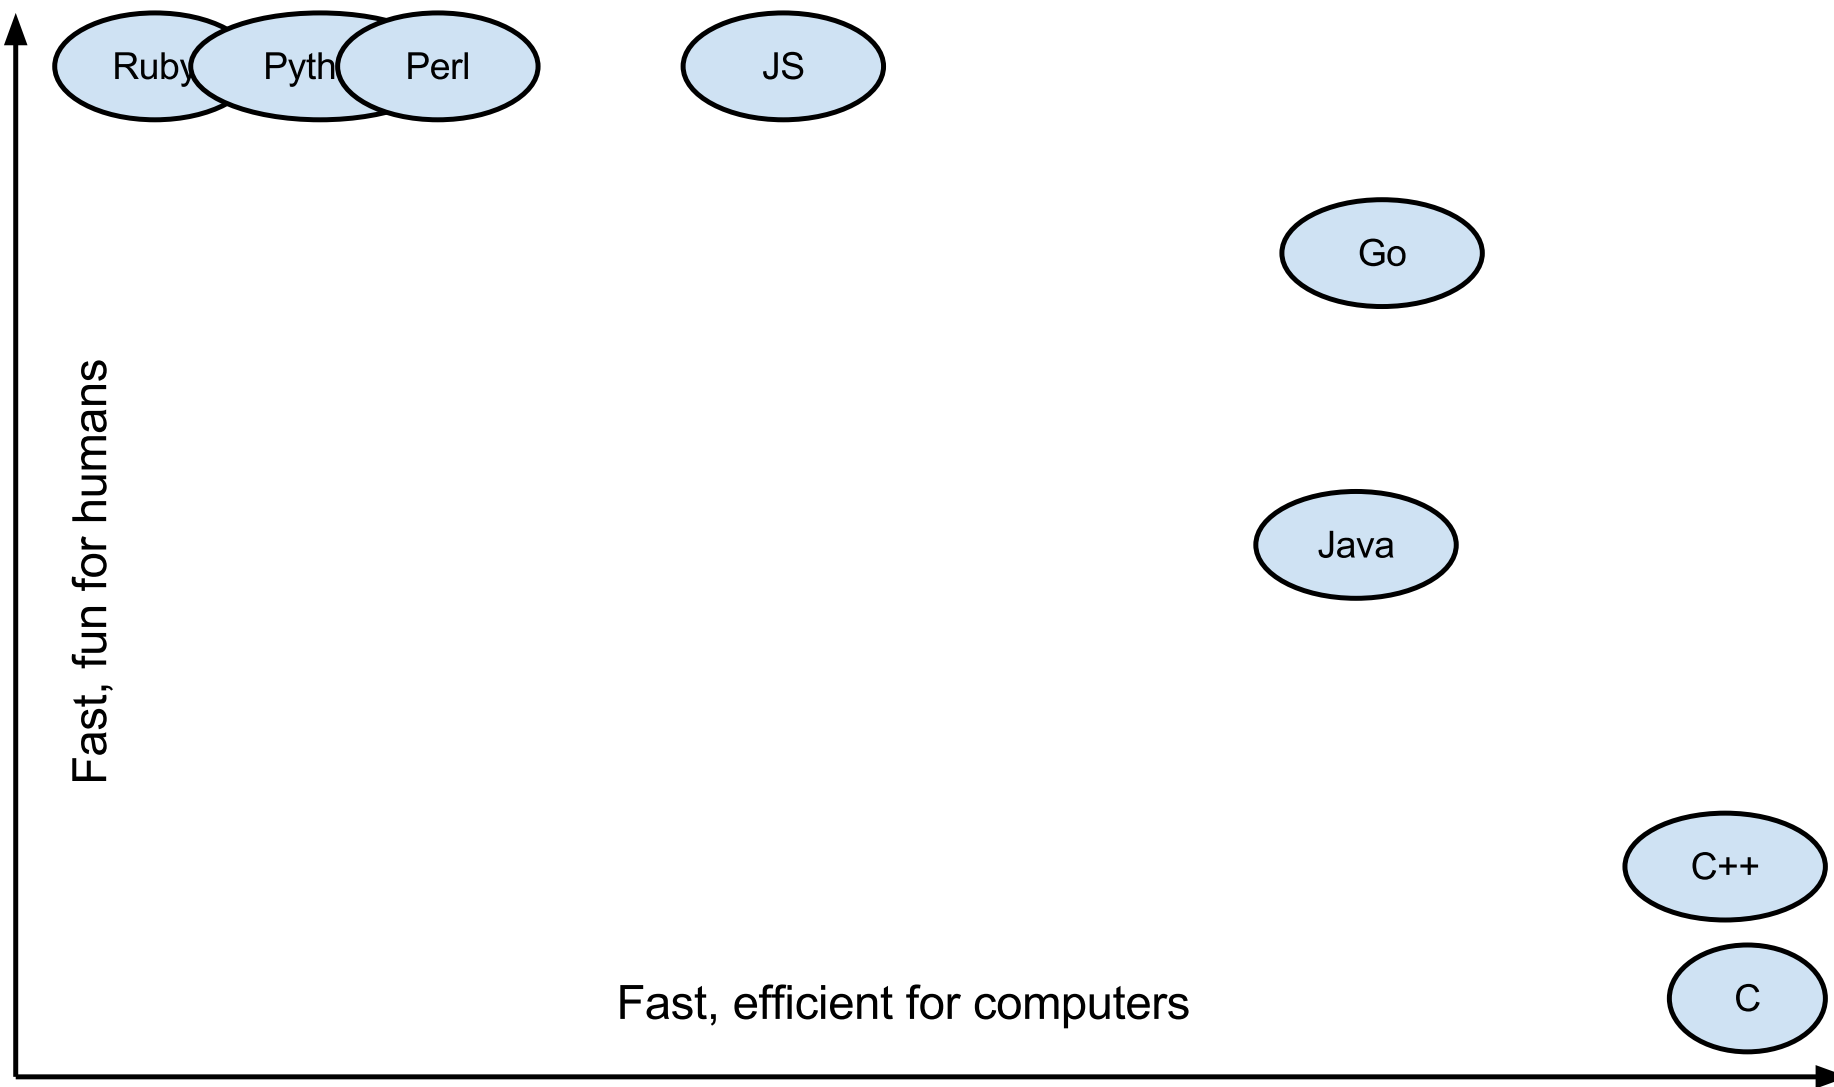 Ruby
Pyth
Perl
JS
Go
Fast, fun for humans
Java
C++
Fast, efficient for computers
C